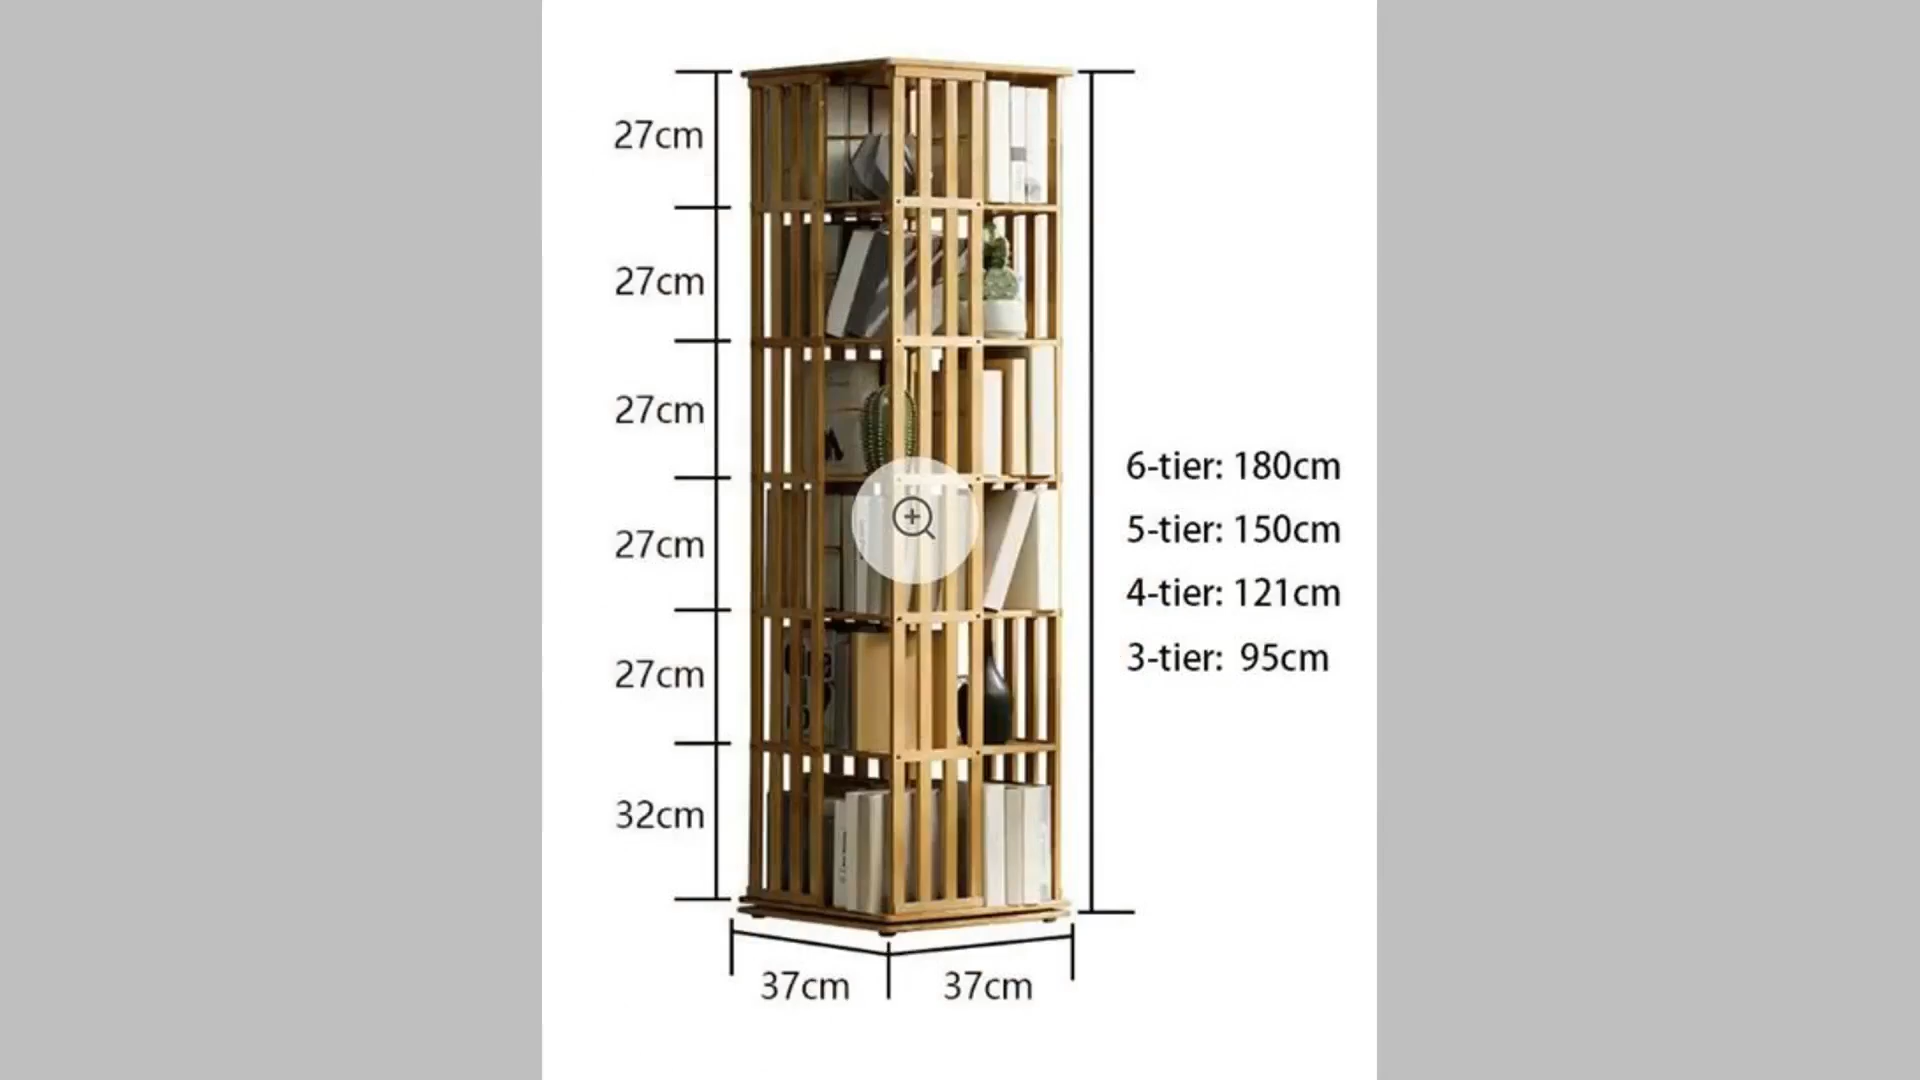 27cm
27cm
27cm
27cm
27cm
32cm
37cm
37cm
6-tier: 180cm
5-tier: 150cm
4-tier: 121cm
3-tier: 95cm